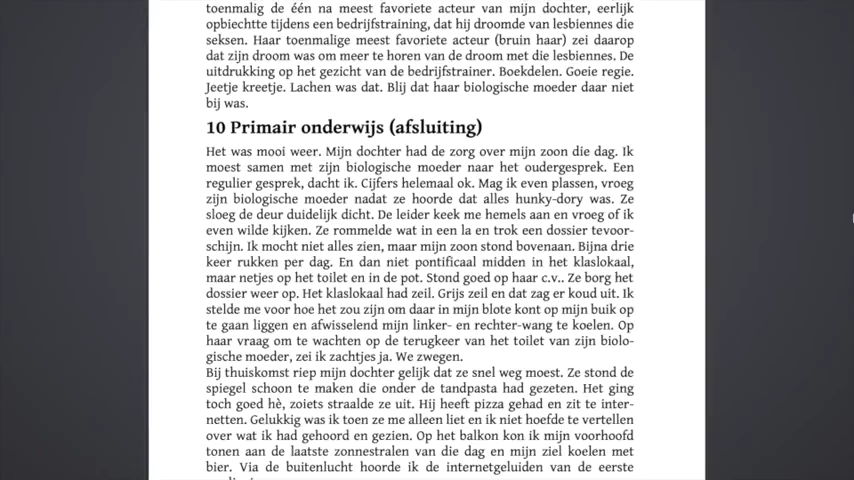 toenmalig de één na meest favoriete acteur van mijn dochter, eerlijk
opbiechtte tijdens een bedrijfstraining, dat hij droomde van lesbiennes die
seksen. Haar toenmalige meest favoriete acteur (bruin haar) zei daarop
dat zijn droom was om meer te horen van de droom met die lesbiennes. De
uitdrukking op het gezicht van de bedrijfstrainer. Boekdelen. Goeie regie.
Jeetje kreetje. Lachen was dat. Blij dat haar biologische moeder daar niet
bij was.
10 Primair onderwijs (afsluiting)
Het was mooi weer. Mijn dochter had de zorg over mijn zoon die dag. Ik
moest samen met zijn biologische moeder naar het oudergesprek. Een
regulier gesprek, dacht ik. Cijfers helemaal ok. Mag ik even plassen, vroeg
zijn biologische moeder nadat ze hoorde dat alles hunky-dory was. Ze
sloeg de deur duidelijk dicht. De leider keek me hemels aan en vroeg of ik
even wilde kijken. Ze rommelde wat in een la en trok een dossier tevoor-
schijn. Ik mocht niet alles zien, maar mijn zoon stond bovenaan. Bijna drie
keer rukken per dag. En dan niet pontificaal midden in het klaslokaal,
maar netjes op het toilet en in de pot. Stond goed op haar c.v.. Ze borg het
dossier weer op. Het klaslokaal had zeil. Grijs zeil en dat zag er koud uit. Ik
stelde me voor hoe het zou zijn om daar in mijn blote kont op mijn buik op
te gaan liggen en afwisselend mijn linker- en rechter-wang te koelen. Op
haar vraag om te wachten op de terugkeer van het toilet van zijn biolo-
gische moeder, zei ik zachtjes ja. We zwegen.
Bij thuiskomst riep mijn dochter gelijk dat ze snel weg moest. Ze stond de
spiegel schoon te maken die onder de tandpasta had gezeten. Het ging
toch goed hè, zoiets straalde ze uit. Hij heeft pizza gehad en zit te inter-
netten. Gelukkig was ik toen ze me alleen liet en ik niet hoefde te vertellen
over wat ik had gehoord en gezien. Op het balkon kon ik mijn voorhoofd
tonen aan de laatste zonnestralen van die dag en mijn ziel koelen met
bier. Via de buitenlucht hoorde ik de internetgeluiden van de eerste